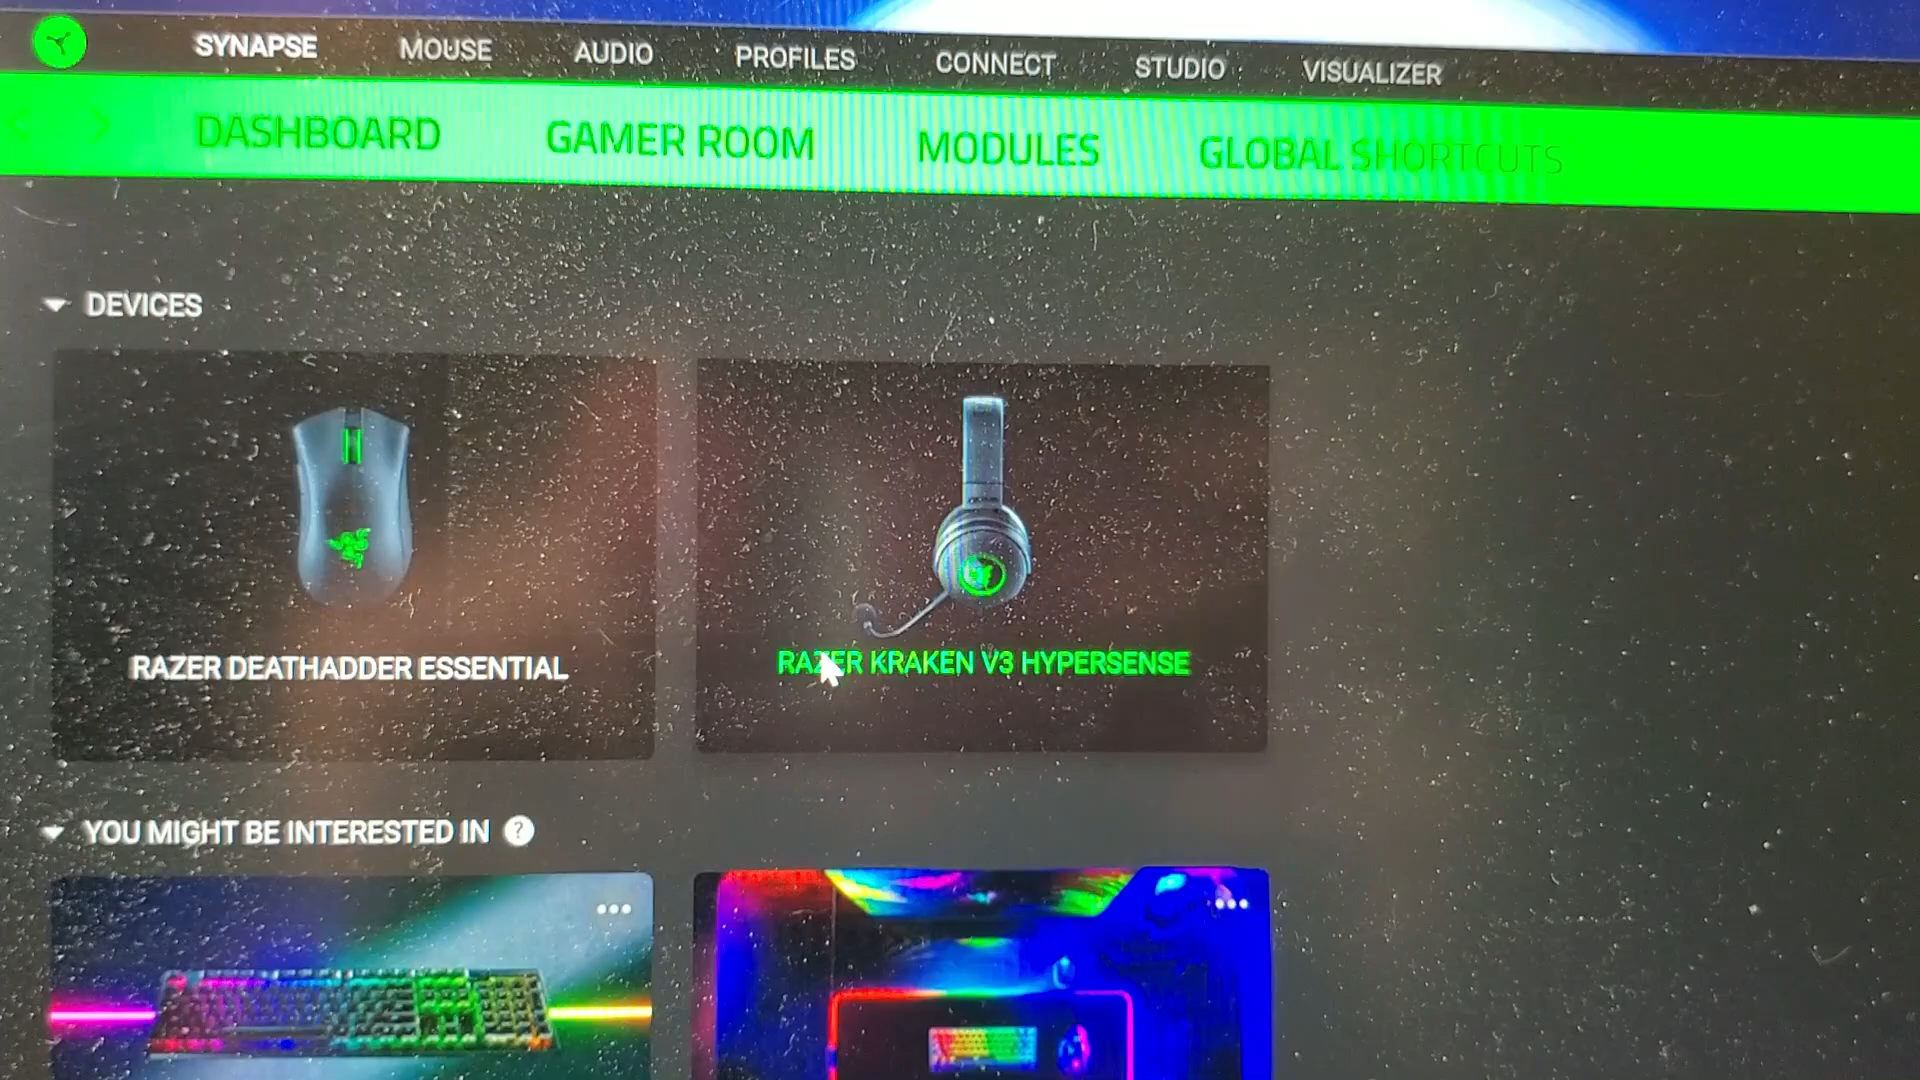 SYNAPSE MOUSE AUDIO PROFILES CONNECT STUDIO VISUALIZER
DASHBOARD GAMER ROOM MODULES GLOBAL SHORTCUTS
DEVICES
RAZER DEATHADDER ESSENTIAL
RAZER KRAKEN V3 HYPERSENSE
YOU MIGHT BE INTERESTED IN ?